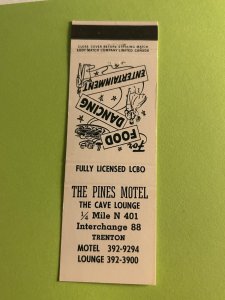 CLOSE COVER BEFORE STRIKING MATCH
EDDY MATCH COMPANY LIMITED CANADA
For
FOOD
DANCING
ENTERTAINMENT
FULLY LICENSED LCBO
THE PINES MOTEL
THE CAVE LOUNGE
¼ Mile N 401
Interchange 88
TRENTON
MOTEL 392-9294
LOUNGE 392-3900